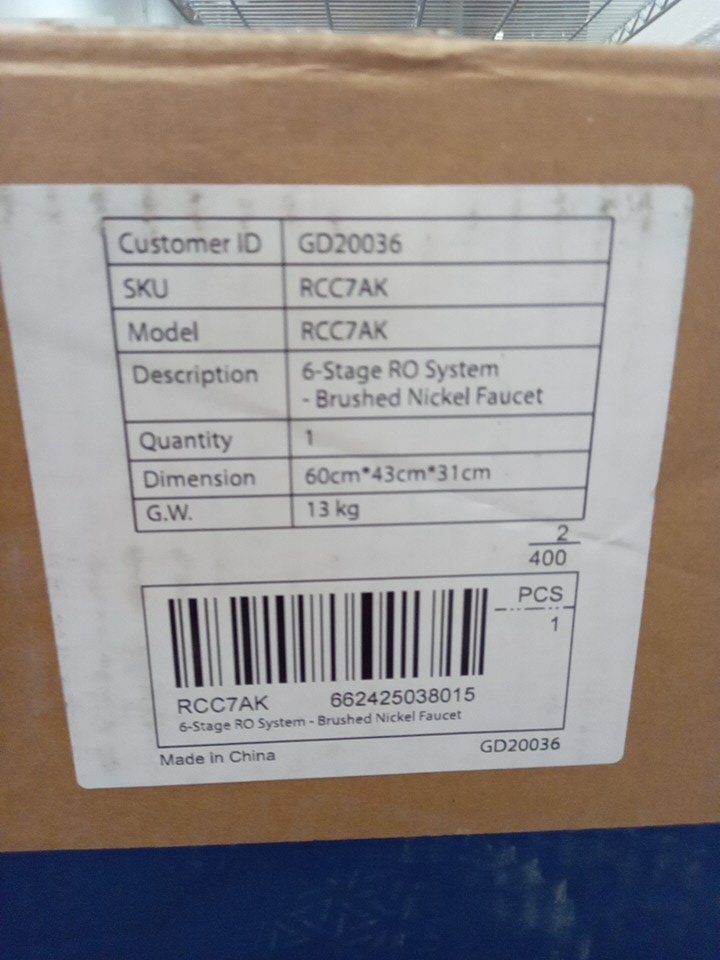 Customer ID GD20036
SKU RCC7AK
Model RCC7AK
Description 6-Stage RO System
- Brushed Nickel Faucet
Quantity 1
Dimension 60cm*43cm*31cm
G.W. 13 kg
2
400
PCS
1
RCC7AK 662425038015
6-Stage RO System - Brushed Nickel Faucet
Made in China GD20036